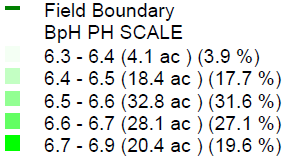 Field Boundary
BpH PH SCALE
6.3 - 6.4 (4.1 ac ) (3.9 %)
6.4 - 6.5 (18.4 ac ) (17.7 %)
6.5 - 6.6 (32.8 ac ) (31.6 %)
6.6 - 6.7 (28.1 ac ) (27.1 %)
6.7 - 6.9 (20.4 ac ) (19.6 %)